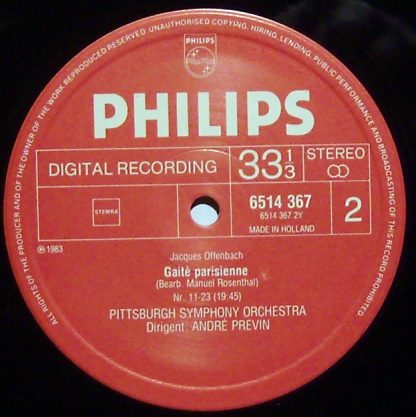 ALL RIGHTS OF THE PRODUCER AND OF THE OWNER OF THE WORK REPRODUCED RESERVED UNAUTHORISED COPYING, HIRING, LENDING, PUBLIC PERFORMANCE AND BROADCASTING OF THIS RECORD PROHIBITED
PHILIPS
PHILIPS
DIGITAL RECORDING
33 1/3
STEREO
STEMRA
6514 367
6514 367 2Y
MADE IN HOLLAND
2
℗ 1983
Jacques Offenbach
Gaîté parisienne
(Bearb. Manuel Rosenthal)
Nr. 11-23 (19:45)
PITTSBURGH SYMPHONY ORCHESTRA
Dirigent: ANDRÉ PREVIN